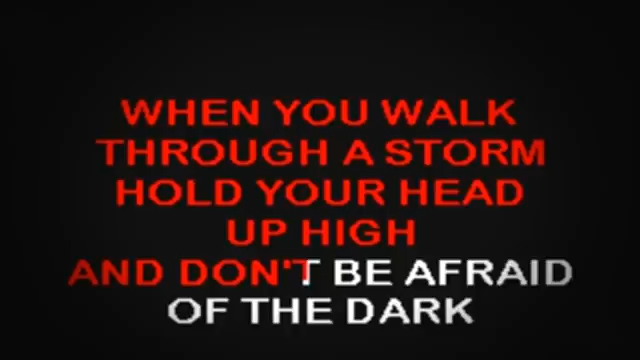 WHEN YOU WALK
THROUGH A STORM
HOLD YOUR HEAD
UP HIGH
AND DON'T BE AFRAID
OF THE DARK